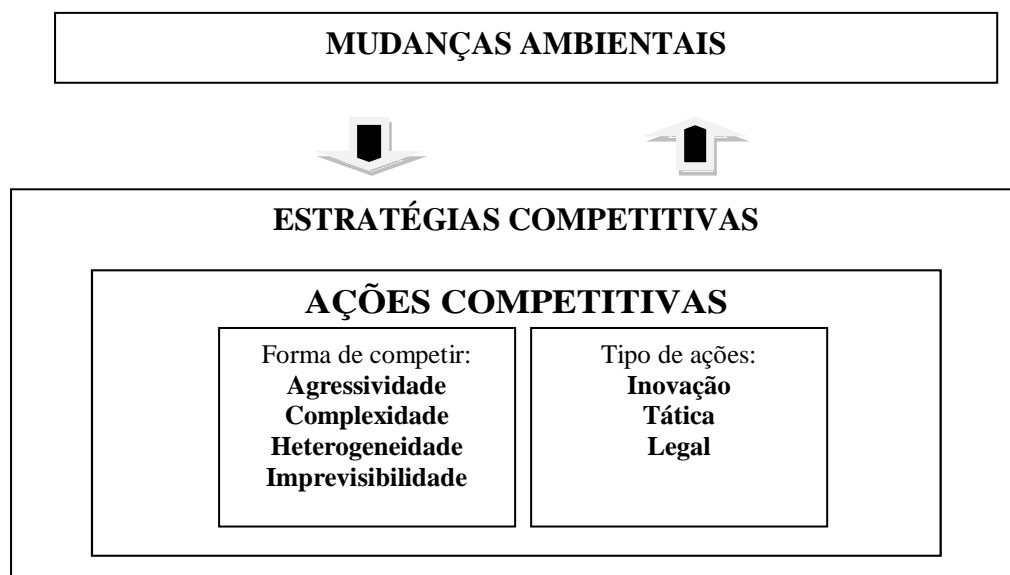 MUDANÇAS AMBIENTAIS
ESTRATÉGIAS COMPETITIVAS
AÇÕES COMPETITIVAS
Forma de competir:
Agressividade
Complexidade
Heterogeneidade
Imprevisibilidade
Tipo de ações:
Inovação
Tática
Legal